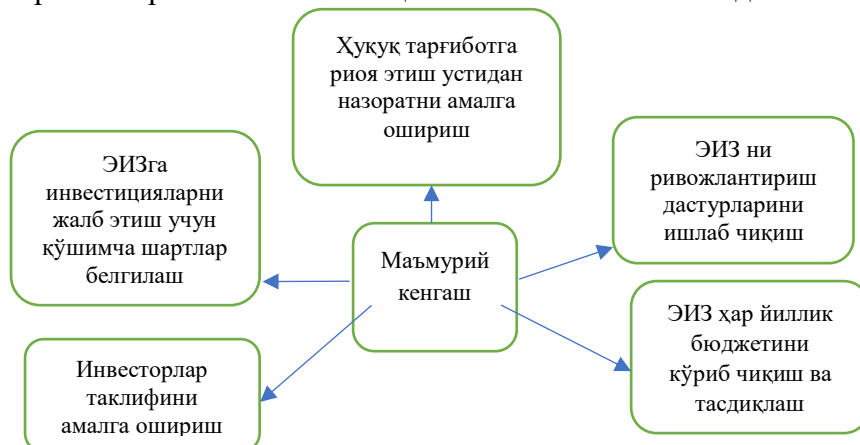 Ҳуқуқ тарғиботга
риоя этиш устидан
назоратни амалга
ошириш
ЭИЗга
инвестицияларни
жалб этиш учун
қўшимча шартлар
белгилаш
ЭИЗ ни
ривожлантириш
дастурларини
ишлаб чиқиш
Маъмурий
кенгаш
Инвесторлар
таклифини
амалга ошириш
ЭИЗ ҳар йиллик
бюджетини
кўриб чиқиш ва
тасдиқлаш